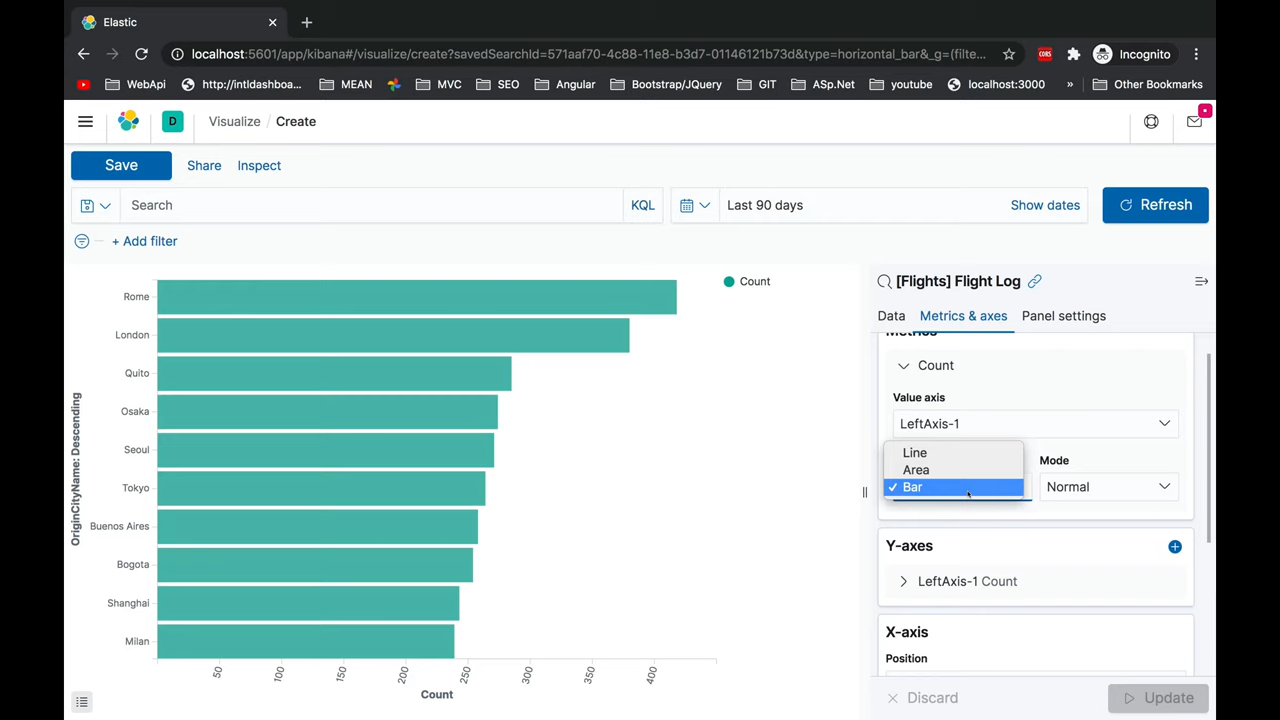 Elastic
localhost:5601/app/kibana#/visualize/create?savedSearchId=571aaf70-4c88-11e8-b3d7-01146121b73d&type=horizontal_bar&_g=(filte...
CORS
Incognito
WebApi
http://intldashboa...
MEAN
MVC
SEO
Angular
Bootstrap/JQuery
GIT
ASp.Net
youtube
localhost:3000
»
Other Bookmarks
D
Visualize / Create
Save
Share
Inspect
Search
KQL
Last 90 days
Show dates
Refresh
+ Add filter
Count
OriginCityName: Descending
Rome
London
Quito
Osaka
Seoul
Tokyo
Buenos Aires
Bogota
Shanghai
Milan
50
100
150
200
250
300
350
400
Count
[Flights] Flight Log
Data
Metrics & axes
Panel settings
Metrics
Count
Value axis
LeftAxis-1
Line
Area
✓ Bar
Mode
Normal
Y-axes
LeftAxis-1 Count
X-axis
Position
Discard
Update